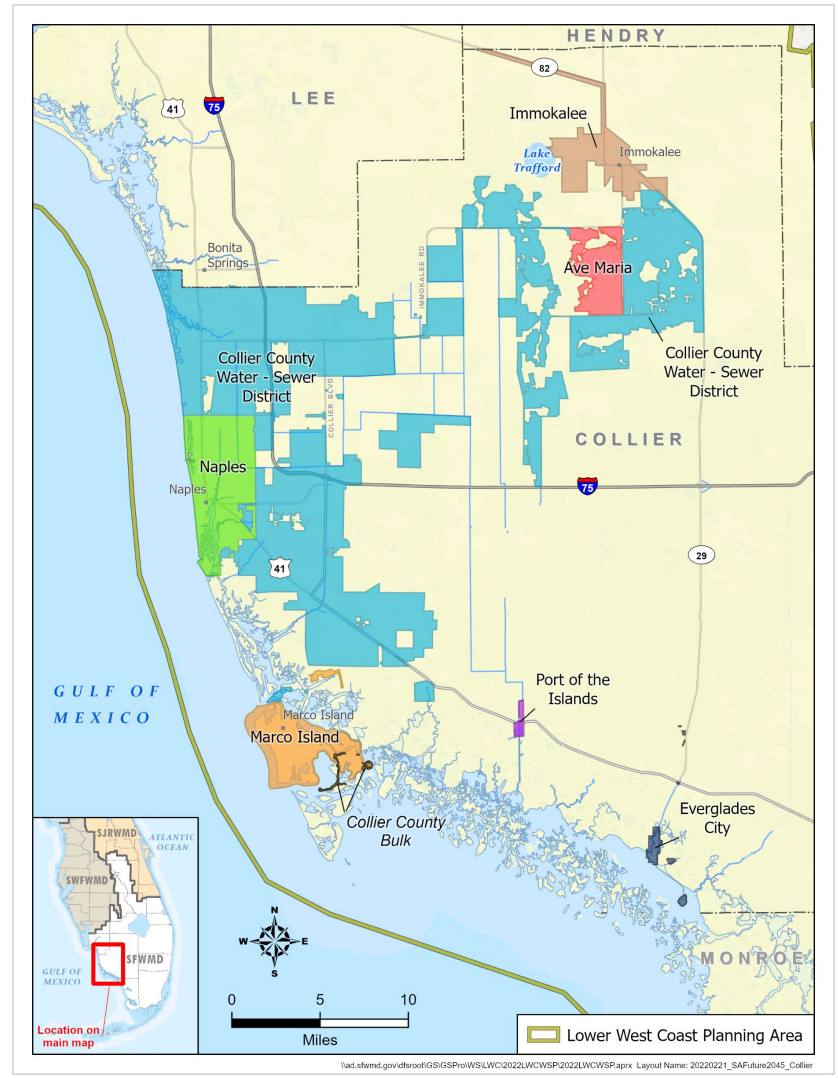 HENDRY
82
41
75
LEE
Immokalee
Immokalee
Lake
Trafford
Bonita
Springs
IMMOKALEE RD
Ave Maria
Collier County
Water - Sewer
District
Collier County
Water - Sewer
District
COLLIER BLVD
COLLIER
Naples
Naples
75
29
41
GULF OF
MEXICO
Port of the
Islands
Marco Island
Marco Island
Collier County
Bulk
Everglades
City
MONROE
SJRWMD
ATLANTIC
OCEAN
SWFWMD
SFWMD
GULF OF
MEXICO
Location on
main map
N
W
E
S
0
5
10
Miles
Lower West Coast Planning Area
\\ad.sfwmd.gov\dfsroot\GS\GSPro\WS\LWC\2022LWCWSP\2022LWCWSP.aprx Layout Name: 20220221_SAFuture2045_Collier